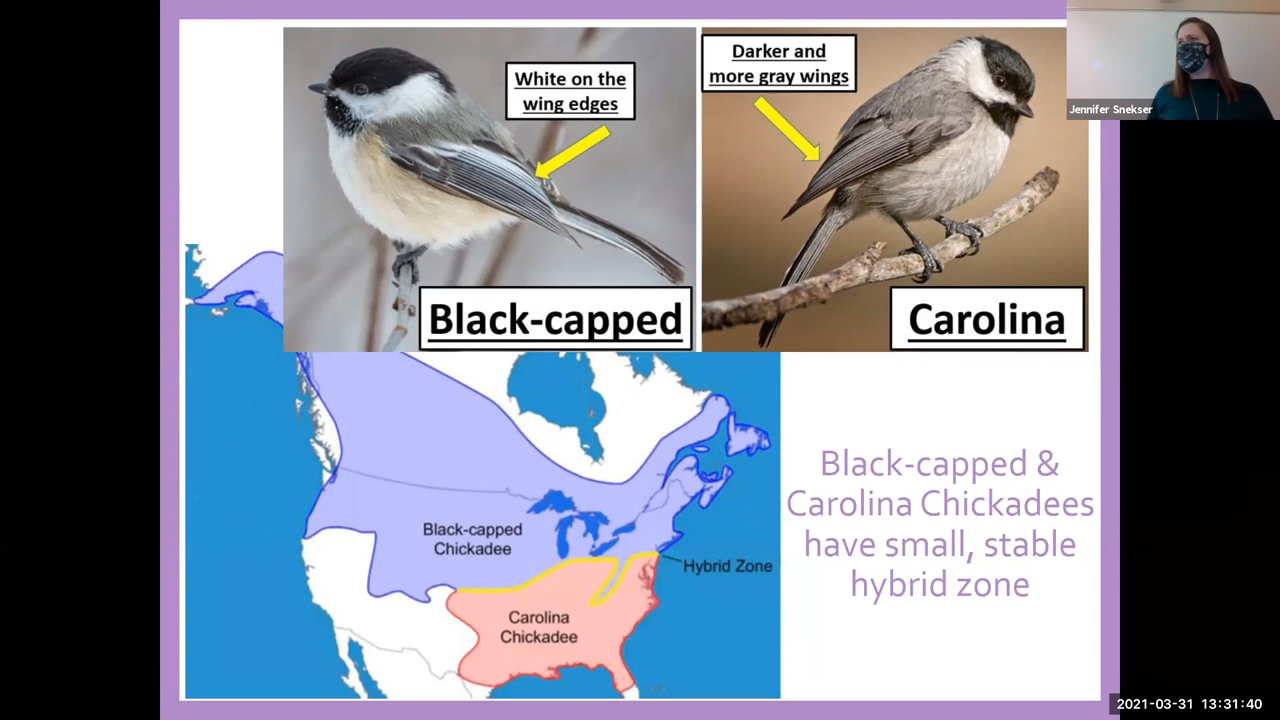 White on the
wing edges
Black-capped
Darker and
more gray wings
Carolina
Jennifer Snekser
Black-capped
Chickadee
Hybrid Zone
Carolina
Chickadee
Black-capped &
Carolina Chickadees
have small, stable
hybrid zone
2021-03-31 13:31:40